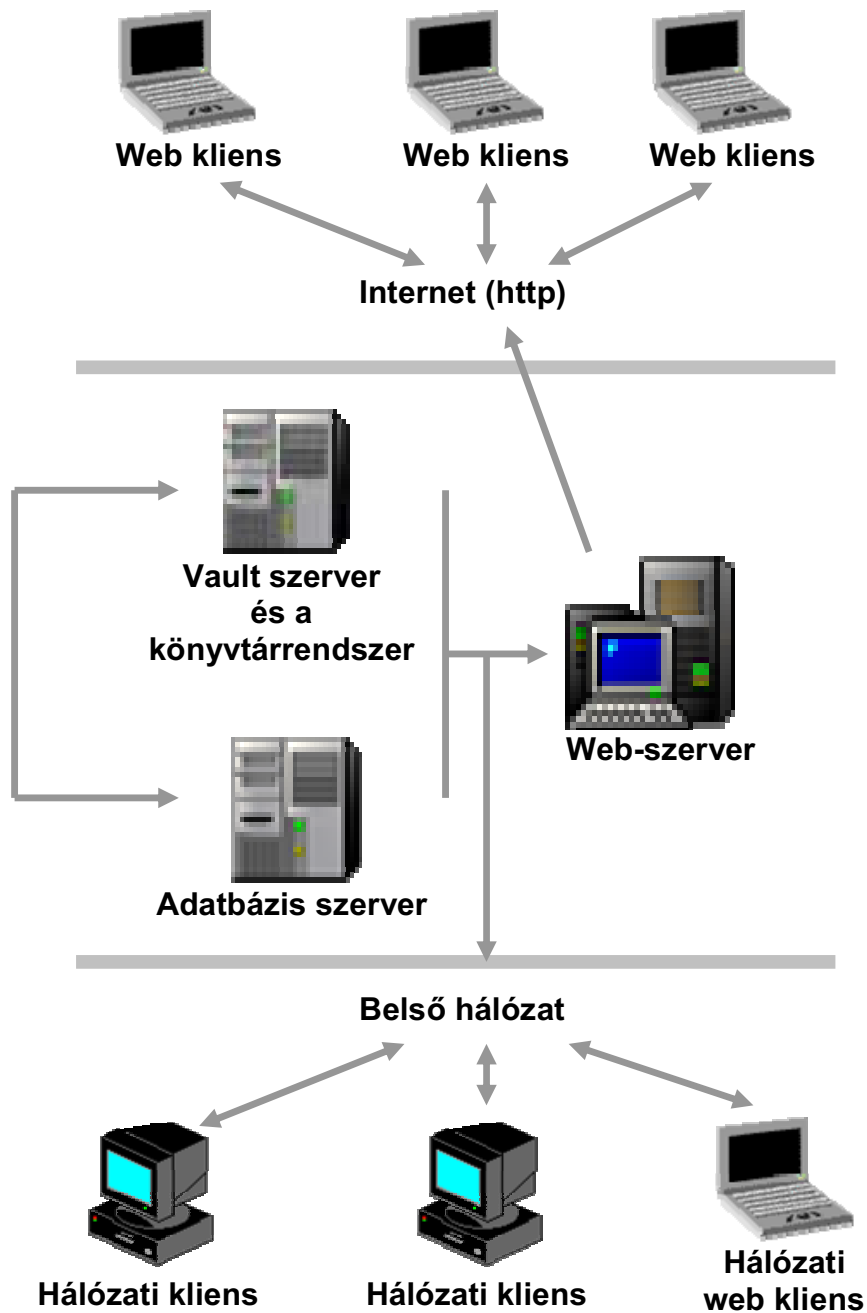 Web kliens
Web kliens
Web kliens
Internet (http)
Vault szerver
és a
könyvtárrendszer
Web-szerver
Adatbázis szerver
Belső hálózat
Hálózati kliens
Hálózati kliens
Hálózati
web kliens